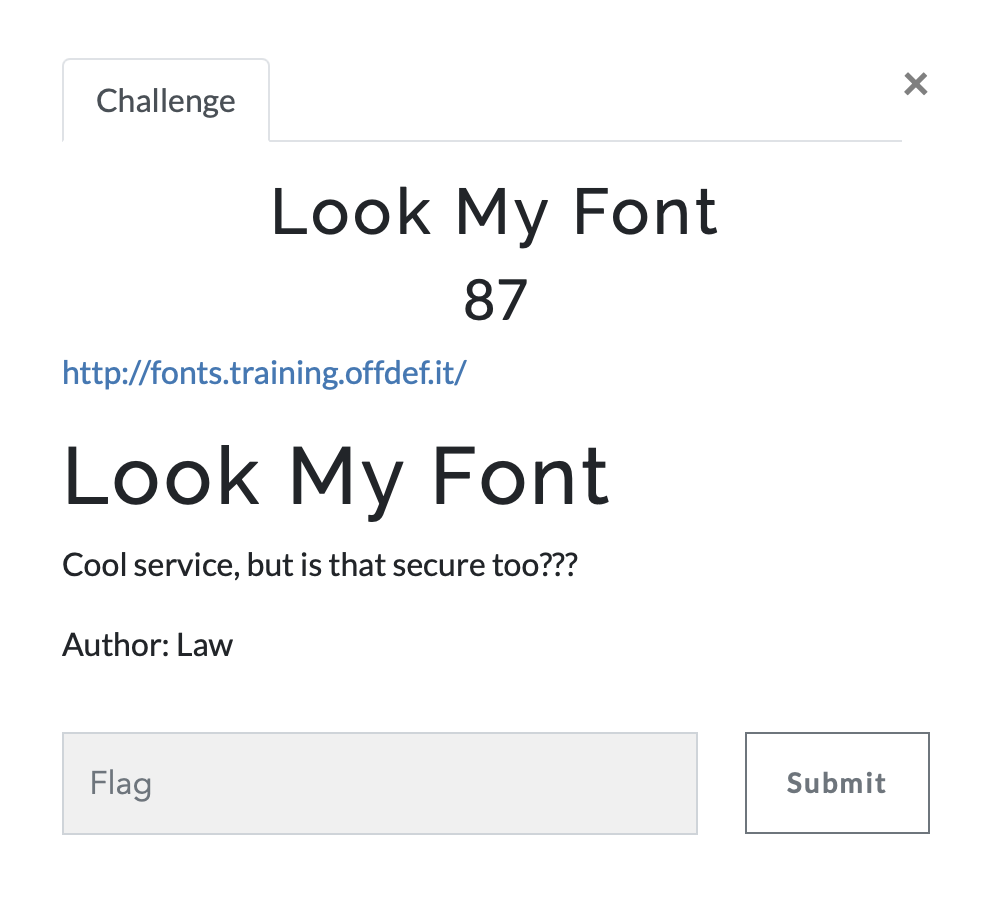 Challenge
×
Look My Font
87
http://fonts.training.offdef.it/
Look My Font
Cool service, but is that secure too???
Author: Law
Flag
Submit